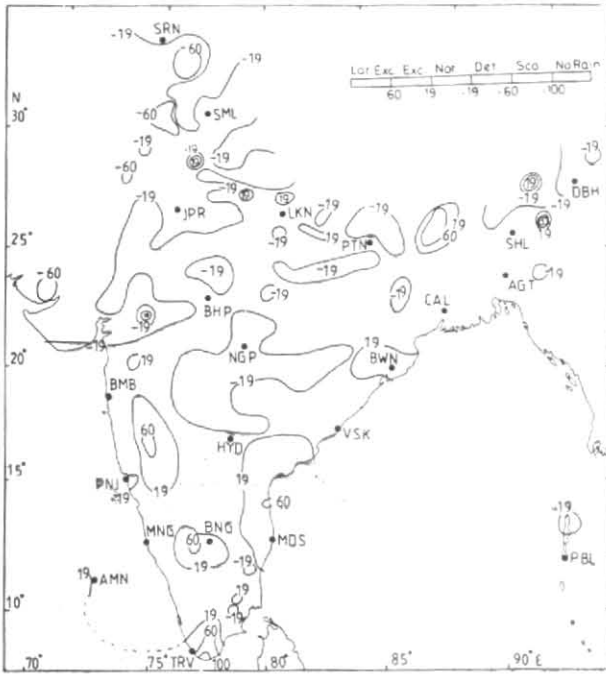 -19
SRN
-60
19
-19
Lar Exc Exc. Nor Def Sca No Rain
60 19 -19 -60 100
N
30°
-60
SML
-19
-19
-19
-60
-19
-19
DBH
19
19
-19
JPR
LKN
-19
-19
19
PTN
19
60
SHL
19
25°
-19
-19
AGT
-19
-60
BHP
-19
-19
CAL
-19
-19
20°
19
NGP
19
BWN
BMB
-19
60
HYD
VSK
15°
PNJ
-19
19
19
60
MNG
BNG
60
MDS
-19
19
-19
PBL
19
AMN
19
-19
19
10°
60
TRV
70° 75° 100 80° 85° 90° E